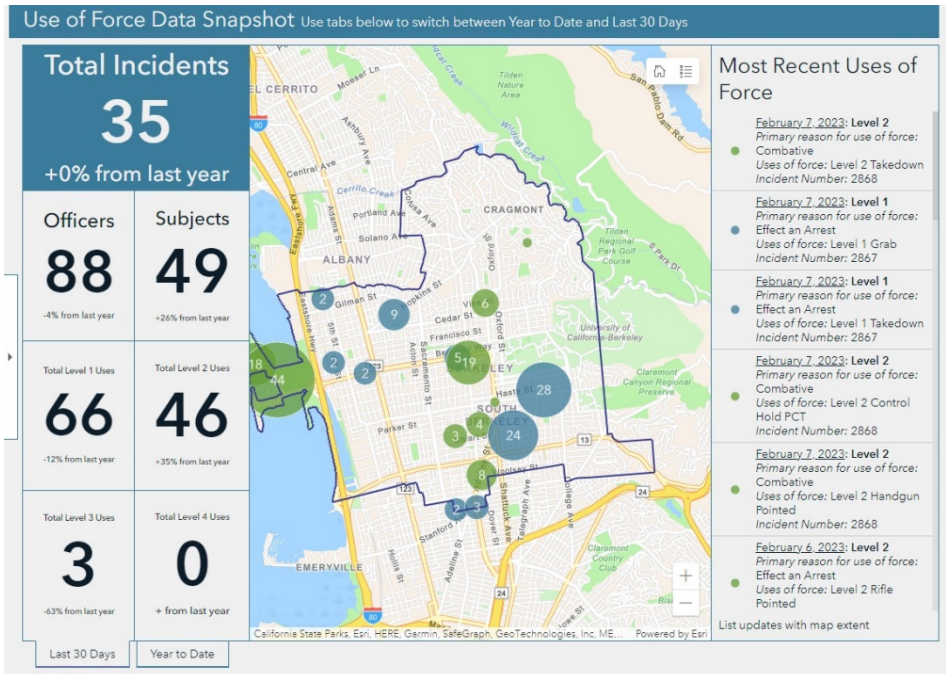 Use of Force Data Snapshot Use tabs below to switch between Year to Date and Last 30 Days
Total Incidents
35
+0% from last year
Officers
88
-4% from last year
Subjects
49
+26% from last year
Total Level 1 Uses
66
-12% from last year
Total Level 2 Uses
46
+35% from last year
Total Level 3 Uses
3
-63% from last year
Total Level 4 Uses
0
+ from last year
Last 30 Days
Year to Date
EL CERRITO
Moeser Ln
Wildcat Creek
Tilden
Nature
Area
San Pablo Dam Rd
80
Ashbury Ave
Wildcat Creek
Central Ave
Cerrito Creek
Colusa Ave
Eastshore Fwy
Adams St
Portland Ave
Solano Ave
CRAGMONT
Oxford St
Tilden
Regional
Park Golf
Course
S Park Dr
ALBANY
2
Gilman St
Hopkins St
9
6
Cedar St
Eastshore Hwy
5th St
Francisco St
Oxford St
University of
California-Berkeley
Acton St
Sacramento St
2
2
5
19
18
44
28
Claremont
Canyon Regional
Preserve
SOUTH
Parker St
3
4
24
13
8
123
2
3
Stanford Ave
Dover St
Shattuck Ave
Telegraph Ave
College Ave
24
Hollis St
Adeline St
EMERYVILLE
Claremont
Country
Club
24
80
California State Parks, Esri, HERE, Garmin, SafeGraph, GeoTechnologies, Inc, ME...
Powered by Esri
Most Recent Uses of
Force
February 7, 2023: Level 2
Primary reason for use of force:
Combative
Uses of force: Level 2 Takedown
Incident Number: 2868
February 7, 2023: Level 1
Primary reason for use of force:
Effect an Arrest
Uses of force: Level 1 Grab
Incident Number: 2867
February 7, 2023: Level 1
Primary reason for use of force:
Effect an Arrest
Uses of force: Level 1 Takedown
Incident Number: 2867
February 7, 2023: Level 2
Primary reason for use of force:
Combative
Uses of force: Level 2 Control
Hold PCT
Incident Number: 2868
February 7, 2023: Level 2
Primary reason for use of force:
Combative
Uses of force: Level 2 Handgun
Pointed
Incident Number: 2868
February 6, 2023: Level 2
Primary reason for use of force:
Effect an Arrest
Uses of force: Level 2 Rifle
Pointed
List updates with map extent